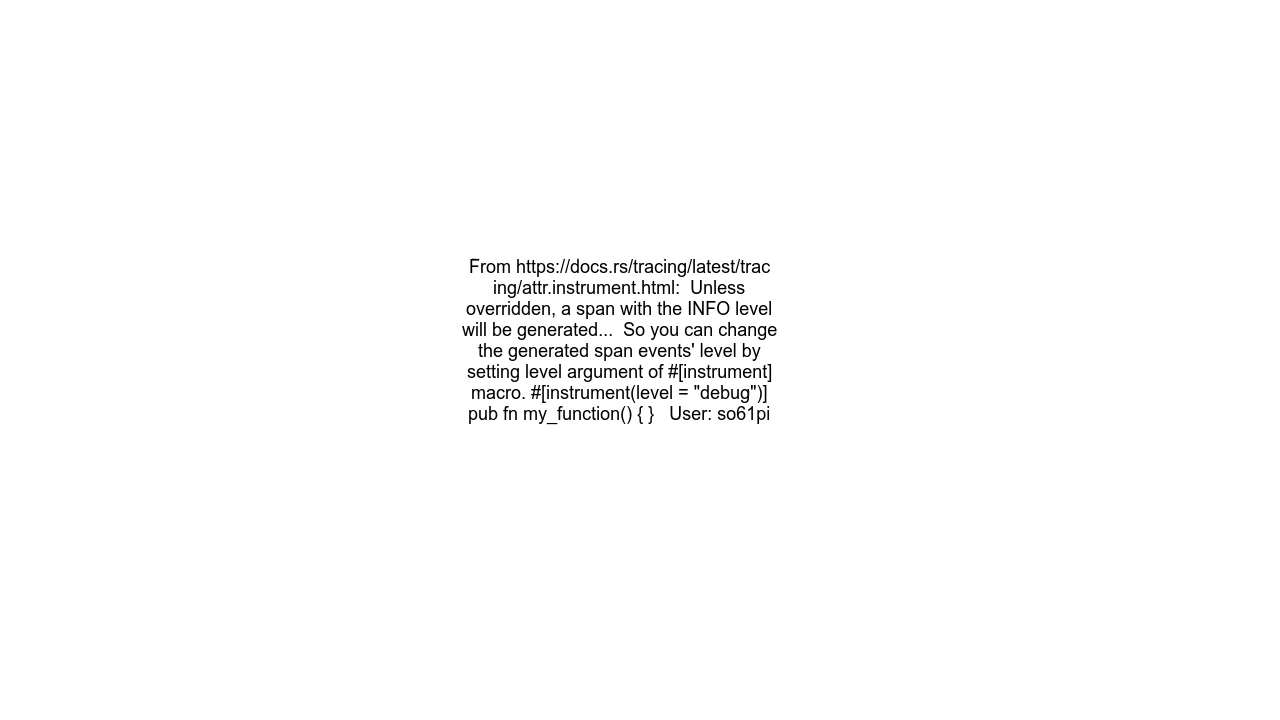 From https://docs.rs/tracing/latest/trac
ing/attr.instrument.html:  Unless
overridden, a span with the INFO level
will be generated...  So you can change
the generated span events' level by
setting level argument of #[instrument]
macro. #[instrument(level = "debug")]
pub fn my_function() { }   User: so61pi